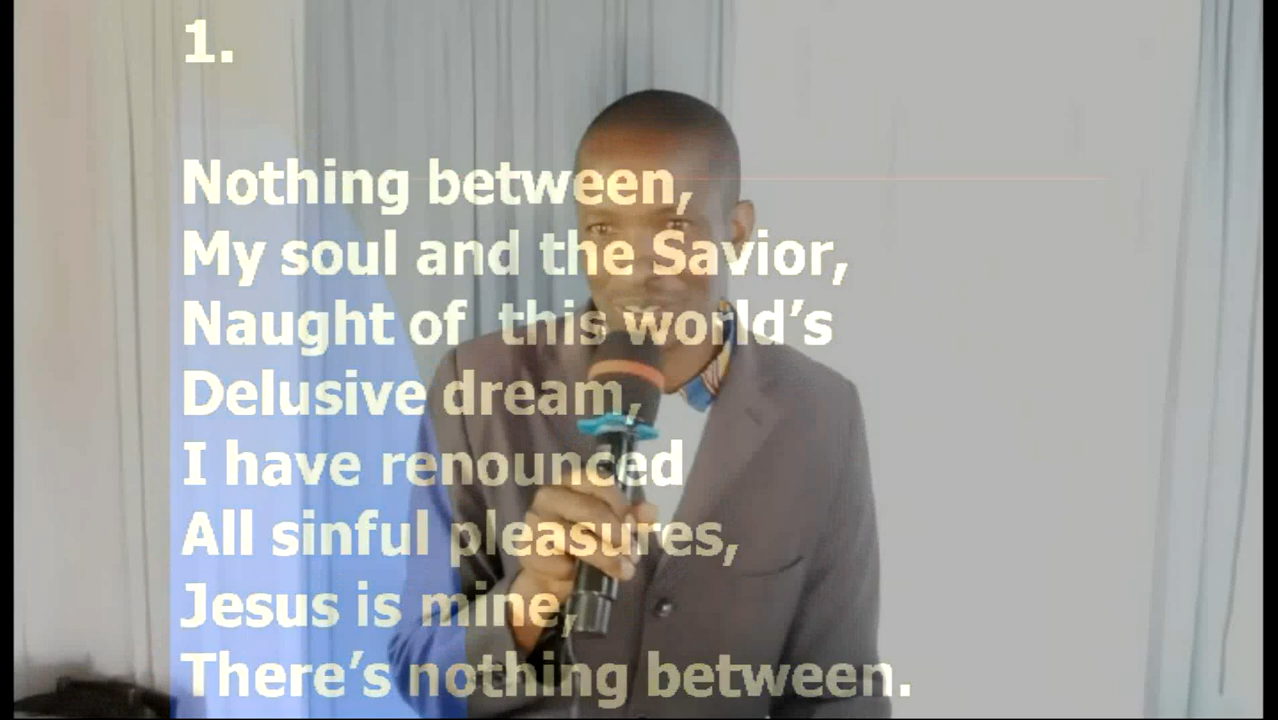 1.
Nothing between,
My soul and the Savior,
Naught of  this world’s
Delusive dream,
I have renounced
All sinful pleasures,
Jesus is mine,
There’s nothing between.